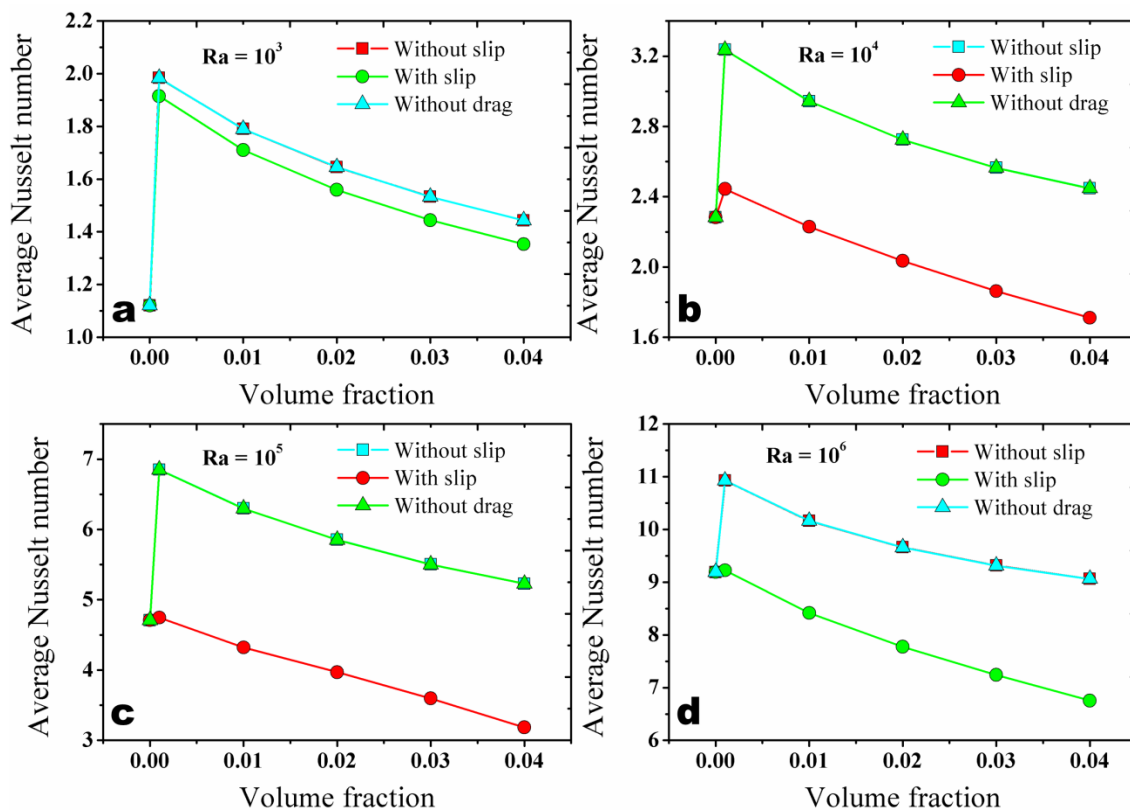 Average Nusselt number
2.2
2.0
1.8
1.6
1.4
1.2
1.0
Ra = 10³
Without slip
With slip
Without drag
a
0.00 0.01 0.02 0.03 0.04
Volume fraction
Average Nusselt number
3.2
2.8
2.4
2.0
1.6
Ra = 10⁴
Without slip
With slip
Without drag
b
0.00 0.01 0.02 0.03 0.04
Volume fraction
Average Nusselt number
7
6
5
4
3
Ra = 10⁵
Without slip
With slip
Without drag
c
0.00 0.01 0.02 0.03 0.04
Volume fraction
Average Nusselt number
12
11
10
9
8
7
6
Ra = 10⁶
Without slip
With slip
Without drag
d
0.00 0.01 0.02 0.03 0.04
Volume fraction